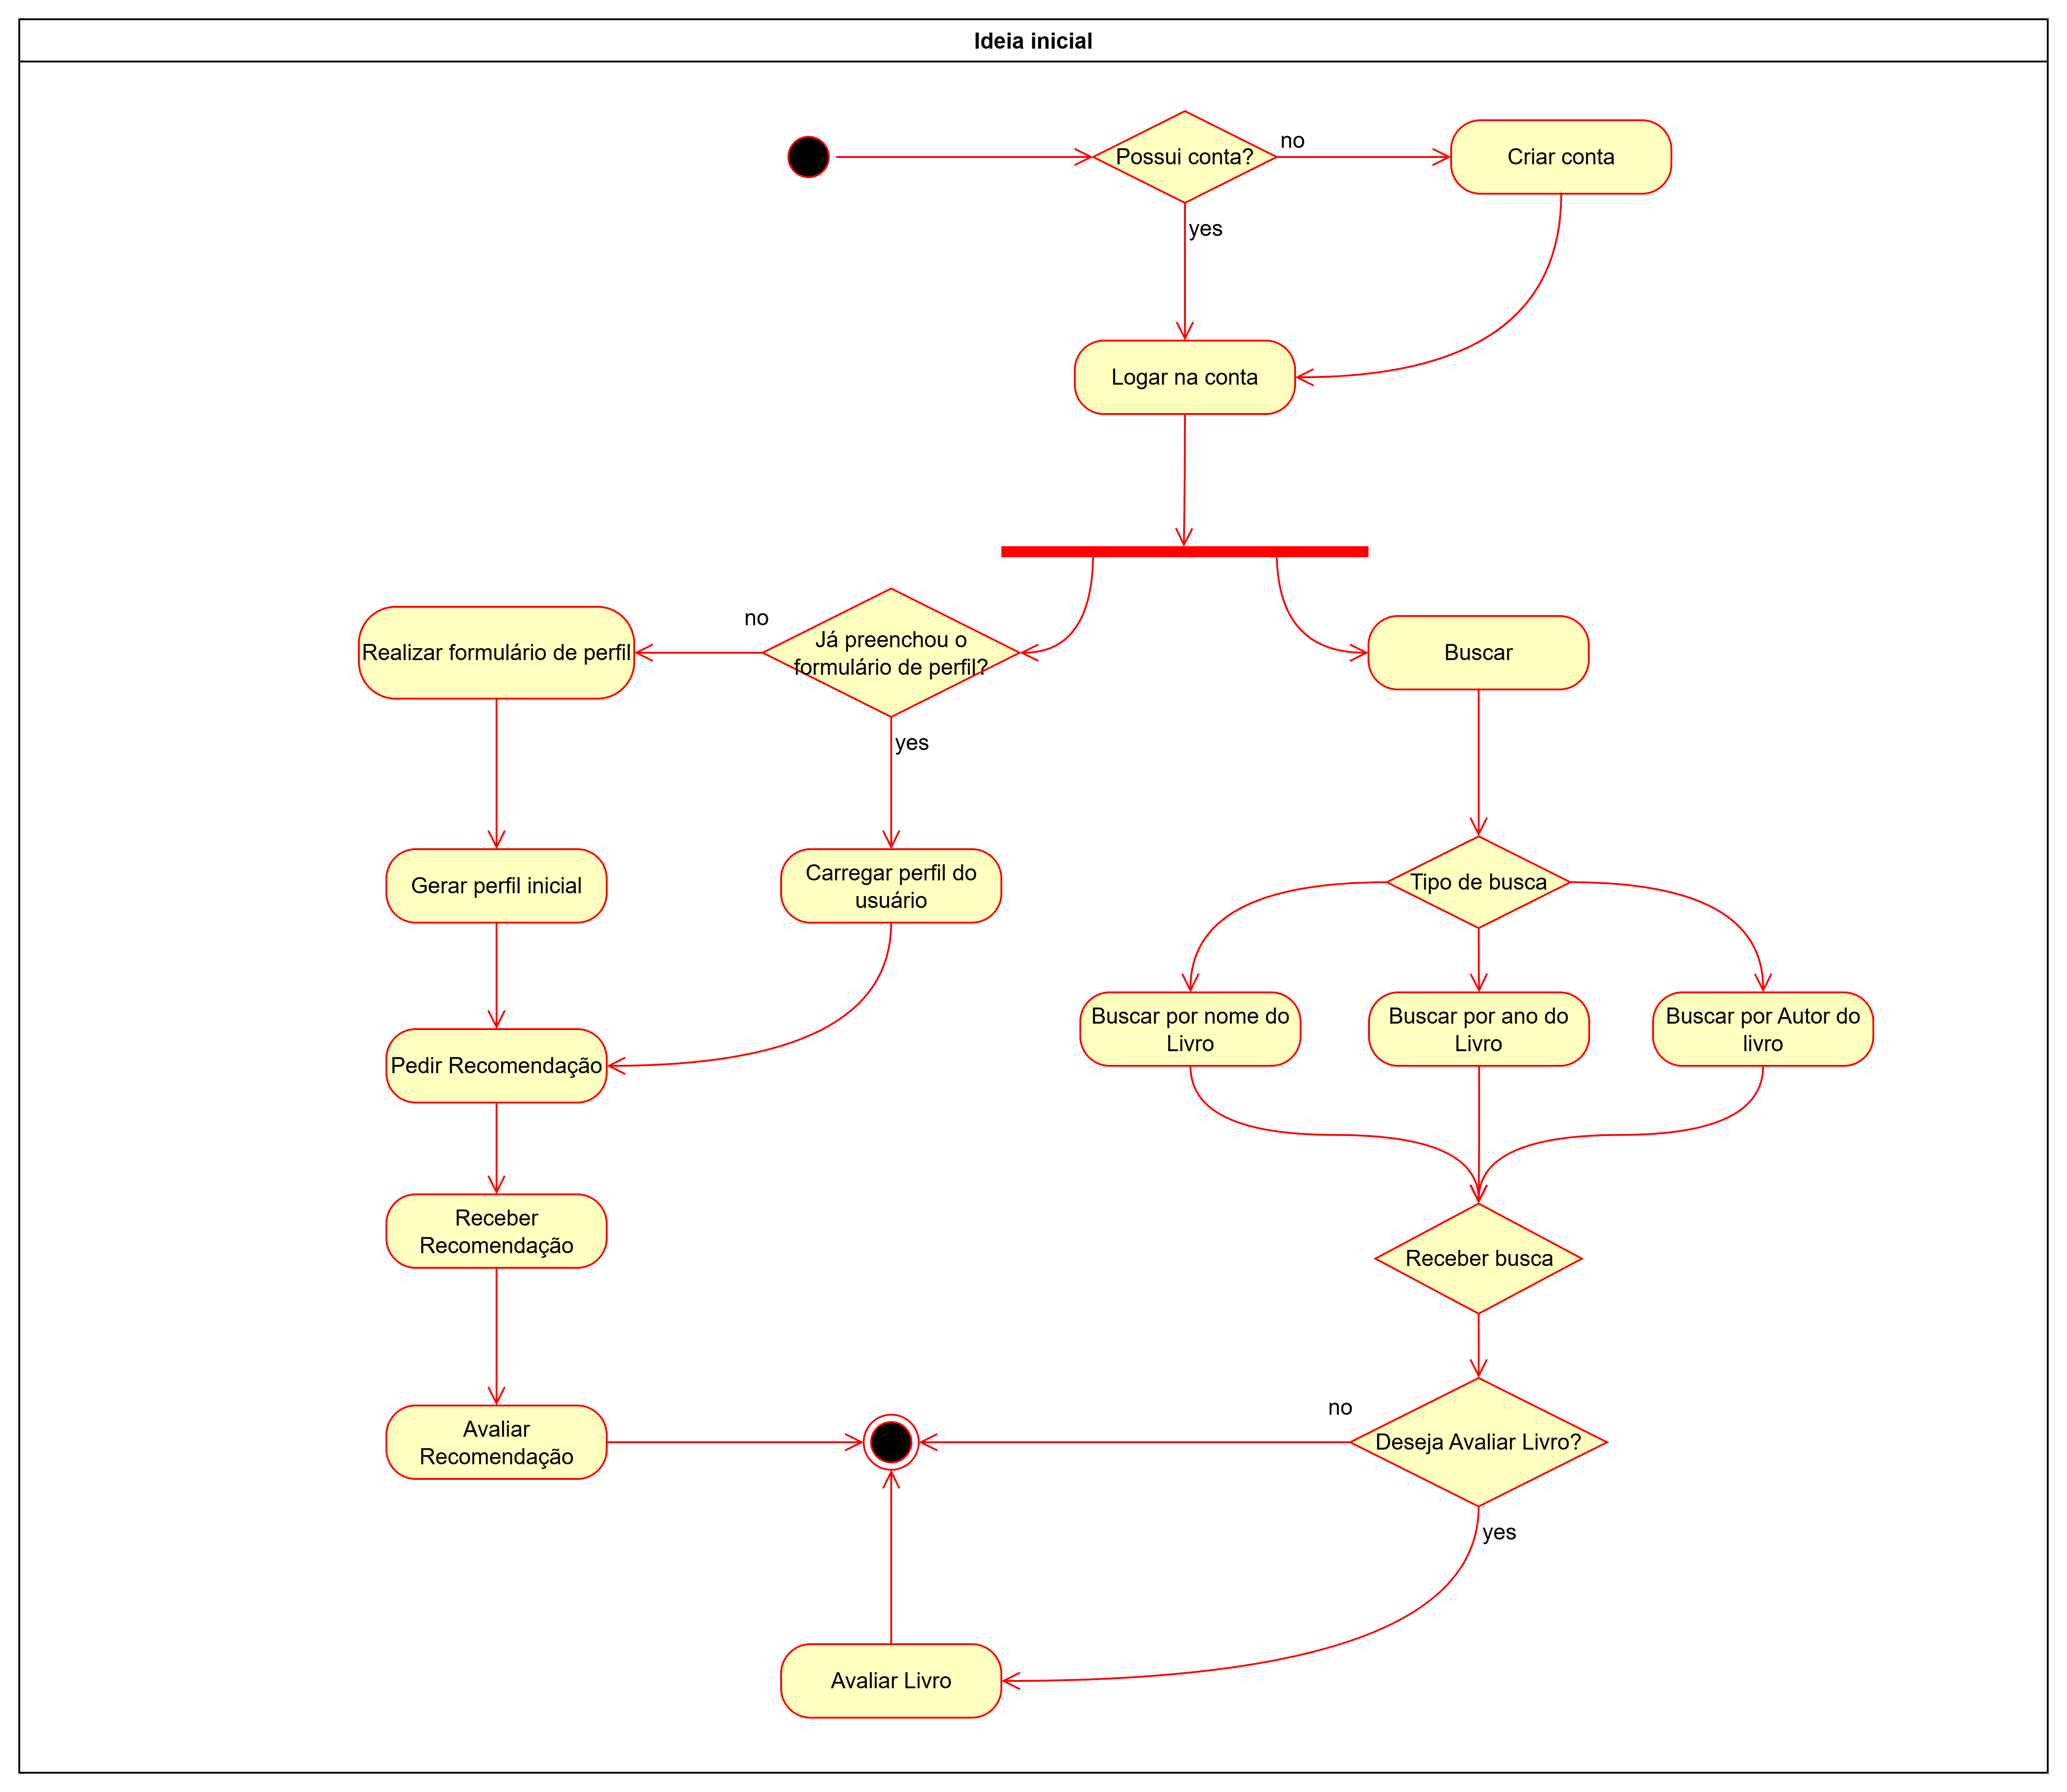 Ideia inicial
Possui conta?
no
Criar conta
yes
Logar na conta
no
Realizar formulário de perfil
Já preenchou o
formulário de perfil?
Buscar
yes
Gerar perfil inicial
Carregar perfil do
usuário
Tipo de busca
Buscar por nome do
Livro
Buscar por ano do
Livro
Buscar por Autor do
livro
Pedir Recomendação
Receber
Recomendação
Receber busca
no
Avaliar
Recomendação
Deseja Avaliar Livro?
yes
Avaliar Livro